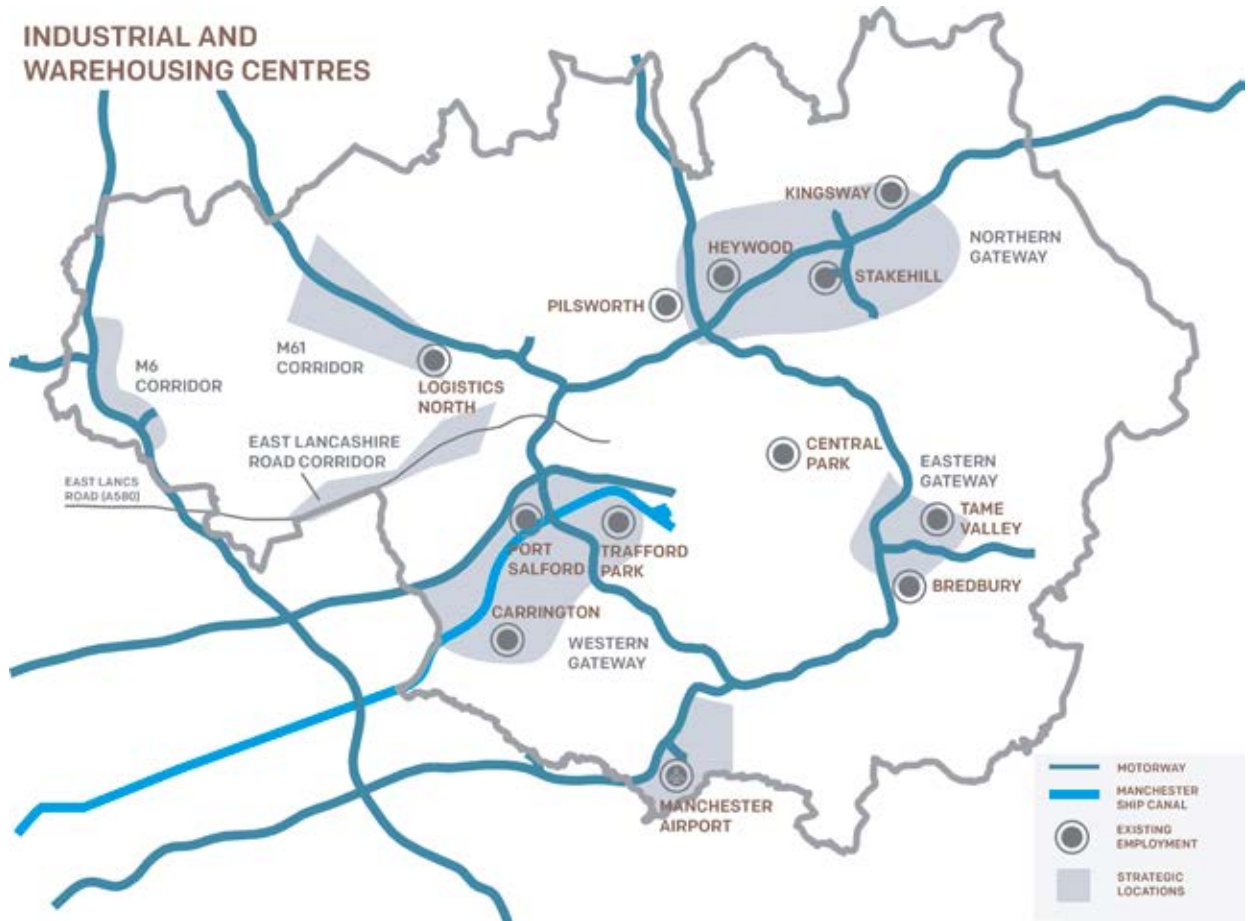 INDUSTRIAL AND
WAREHOUSING CENTRES
KINGSWAY
NORTHERN
GATEWAY
HEYWOOD
STAKEHILL
PILSWORTH
M61
CORRIDOR
M6
CORRIDOR
LOGISTICS
NORTH
EAST LANCASHIRE
ROAD CORRIDOR
CENTRAL
PARK
EASTERN
GATEWAY
EAST LANCS
ROAD (A580)
TAME
VALLEY
PORT
SALFORD
TRAFFORD
PARK
BREDBURY
CARRINGTON
WESTERN
GATEWAY
MANCHESTER
AIRPORT
MOTORWAY
MANCHESTER
SHIP CANAL
EXISTING
EMPLOYMENT
STRATEGIC
LOCATIONS